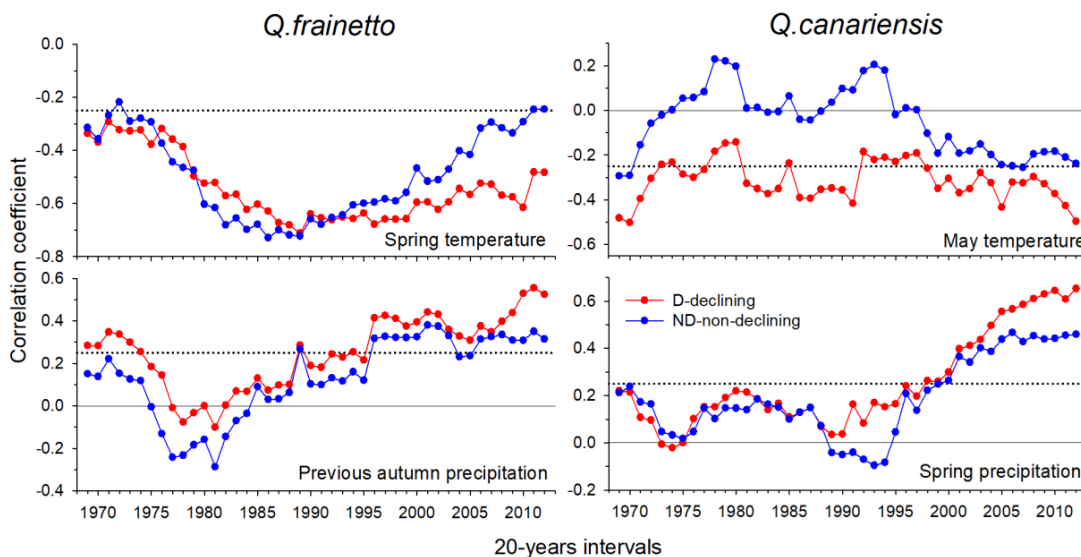 Q.frainetto
Q.canariensis
Correlation coefficient
0.0
-0.2
-0.4
-0.6
-0.8
Spring temperature
0.2
0.0
-0.2
-0.4
-0.6
May temperature
0.6
0.4
0.2
0.0
-0.2
-0.4
Previous autumn precipitation
0.6
0.4
0.2
0.0
0.2
D-declining
ND-non-declining
Spring precipitation
1970 1975 1980 1985 1990 1995 2000 2005 2010
1970 1975 1980 1985 1990 1995 2000 2005 2010
20-years intervals